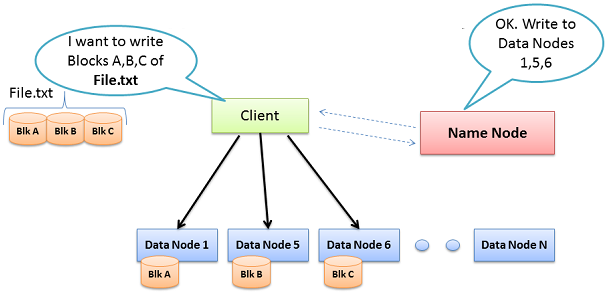 I want to write
Blocks A,B,C of
File.txt
OK. Write to
Data Nodes
1,5,6
File.txt
Blk A
Blk B
Blk C
Client
Name Node
Data Node 1
Data Node 5
Data Node 6
Data Node N
Blk A
Blk B
Blk C